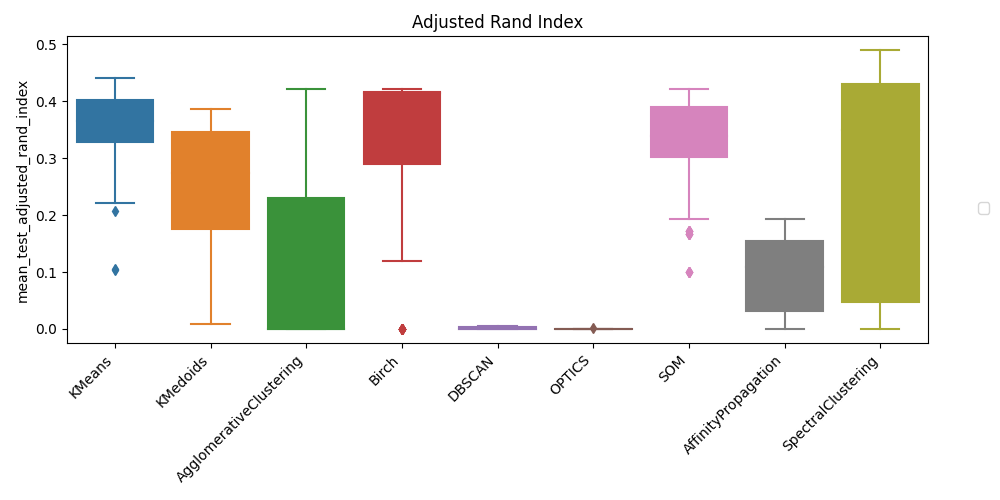 Adjusted Rand Index
mean_test_adjusted_rand_index
0.5
0.4
0.3
0.2
0.1
0.0
KMeans
KMedoids
AgglomerativeClustering
Birch
DBSCAN
OPTICS
SOM
AffinityPropagation
SpectralClustering